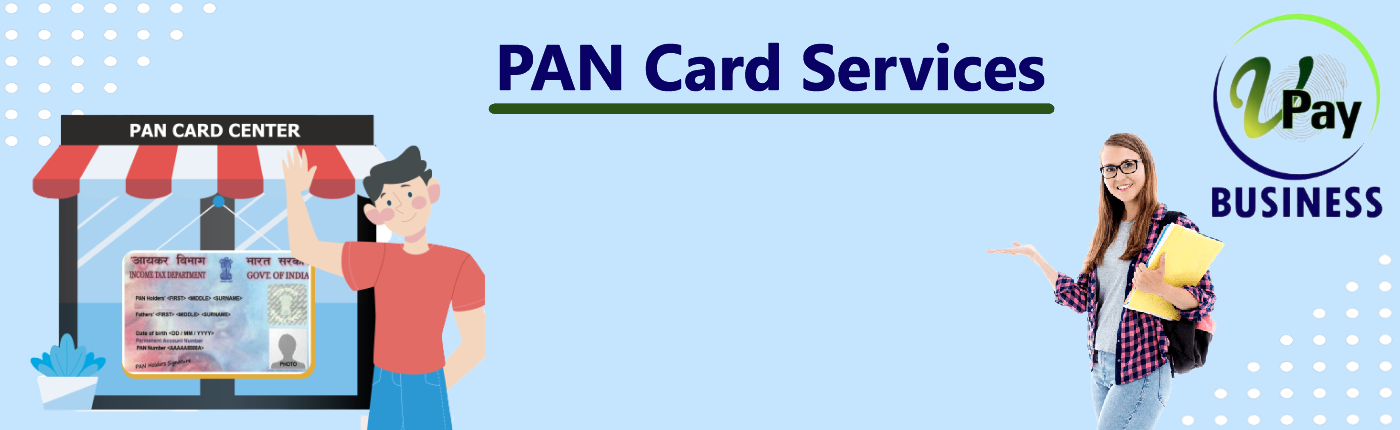 PAN Card Services
VPay
BUSINESS
PAN CARD CENTER
आयकर विभाग भारत सरका
INCOME TAX DEPARTMENT GOVT. OF INDIA
PAN Holders' <FIRST> <MIDDLE> <SURNAME>
Fathers' <FIRST> <MIDDLE> <SURNAME>
Date of birth <DD / MM / YYYY>
Permanent Account Number
PAN Number <AAAAA8888A>
PAN Holders Signature
PHOTO